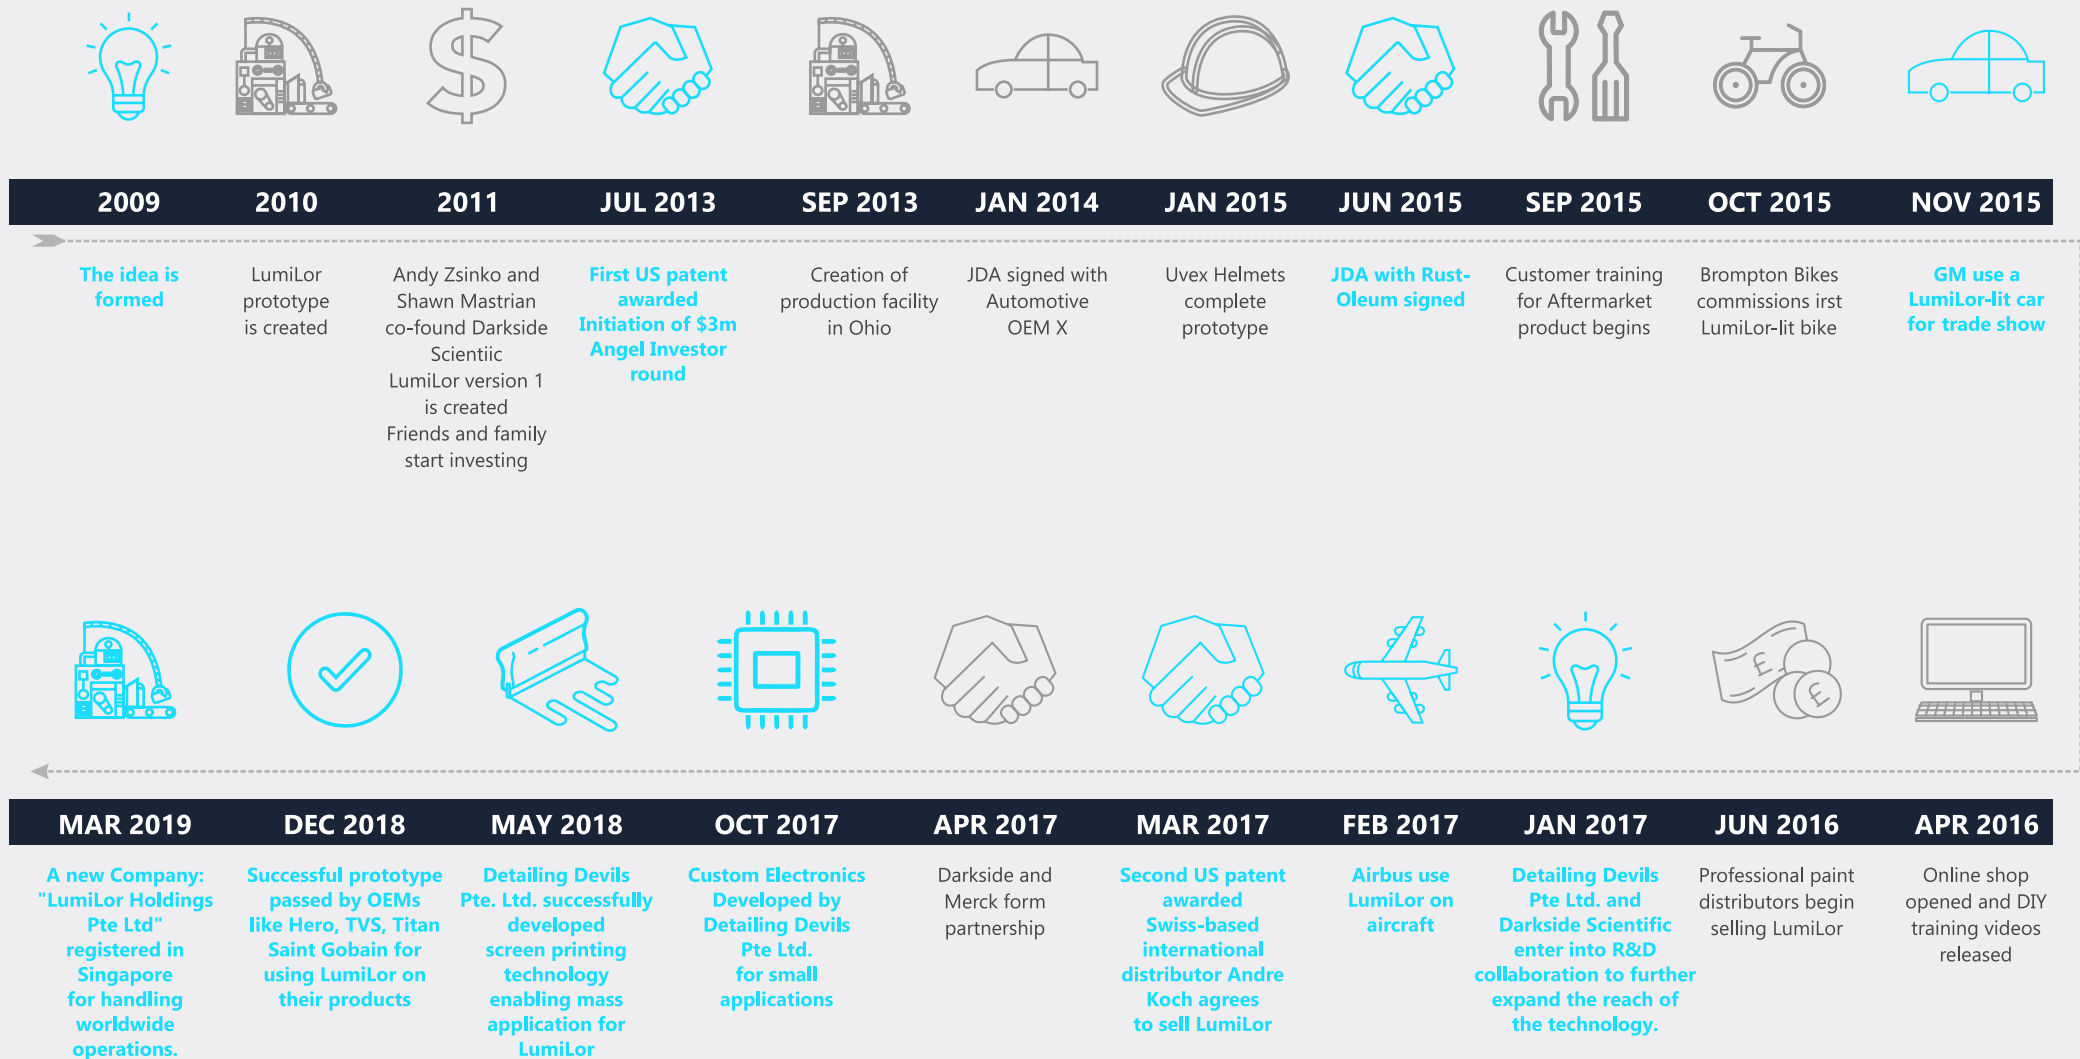 2009
The idea is
formed
2010
LumiLor
prototype
is created
2011
Andy Zsinko and
Shawn Mastrian
co-found Darkside
Scientiic
LumiLor version 1
is created
Friends and family
start investing
JUL 2013
First US patent
awarded
Initiation of $3m
Angel Investor
round
SEP 2013
Creation of
production facility
in Ohio
JAN 2014
JDA signed with
Automotive
OEM X
JAN 2015
Uvex Helmets
complete
prototype
JUN 2015
JDA with Rust-
Oleum signed
SEP 2015
Customer training
for Aftermarket
product begins
OCT 2015
Brompton Bikes
commissions irst
LumiLor-lit bike
NOV 2015
GM use a
LumiLor-lit car
for trade show
APR 2016
Online shop
opened and DIY
training videos
released
££
JUN 2016
Professional paint
distributors begin
selling LumiLor
JAN 2017
Detailing Devils
Pte Ltd. and
Darkside Scientific
enter into R&D
collaboration to further
expand the reach of
the technology.
FEB 2017
Airbus use
LumiLor on
aircraft
MAR 2017
Second US patent
awarded
Swiss-based
international
distributor Andre
Koch agrees
to sell LumiLor
APR 2017
Darkside and
Merck form
partnership
OCT 2017
Custom Electronics
Developed by
Detailing Devils
Pte Ltd.
for small
applications
MAY 2018
Detailing Devils
Pte. Ltd. successfully
developed
screen printing
technology
enabling mass
application for
LumiLor
DEC 2018
Successful prototype
passed by OEMs
like Hero, TVS, Titan
Saint Gobain for
using LumiLor on
their products
MAR 2019
A new Company:
"LumiLor Holdings
Pte Ltd"
registered in
Singapore
for handling
worldwide
operations.